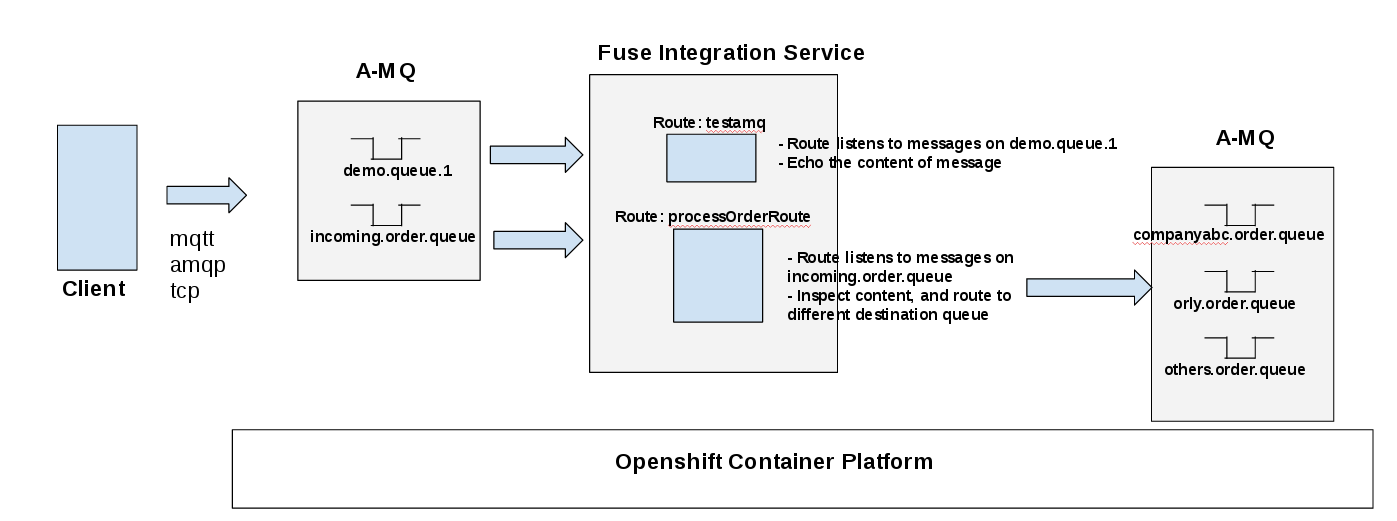 Fuse Integration Service
A-MQ
Route: testamq
- Route listens to messages on demo.queue.1
- Echo the content of message
A-MQ
demo.queue.1
incoming.order.queue
Route: processOrderRoute
companyabc.order.queue
mqtt
amqp
tcp
Client
- Route listens to messages on
incoming.order.queue
- Inspect content, and route to
different destination queue
orly.order.queue
others.order.queue
Openshift Container Platform